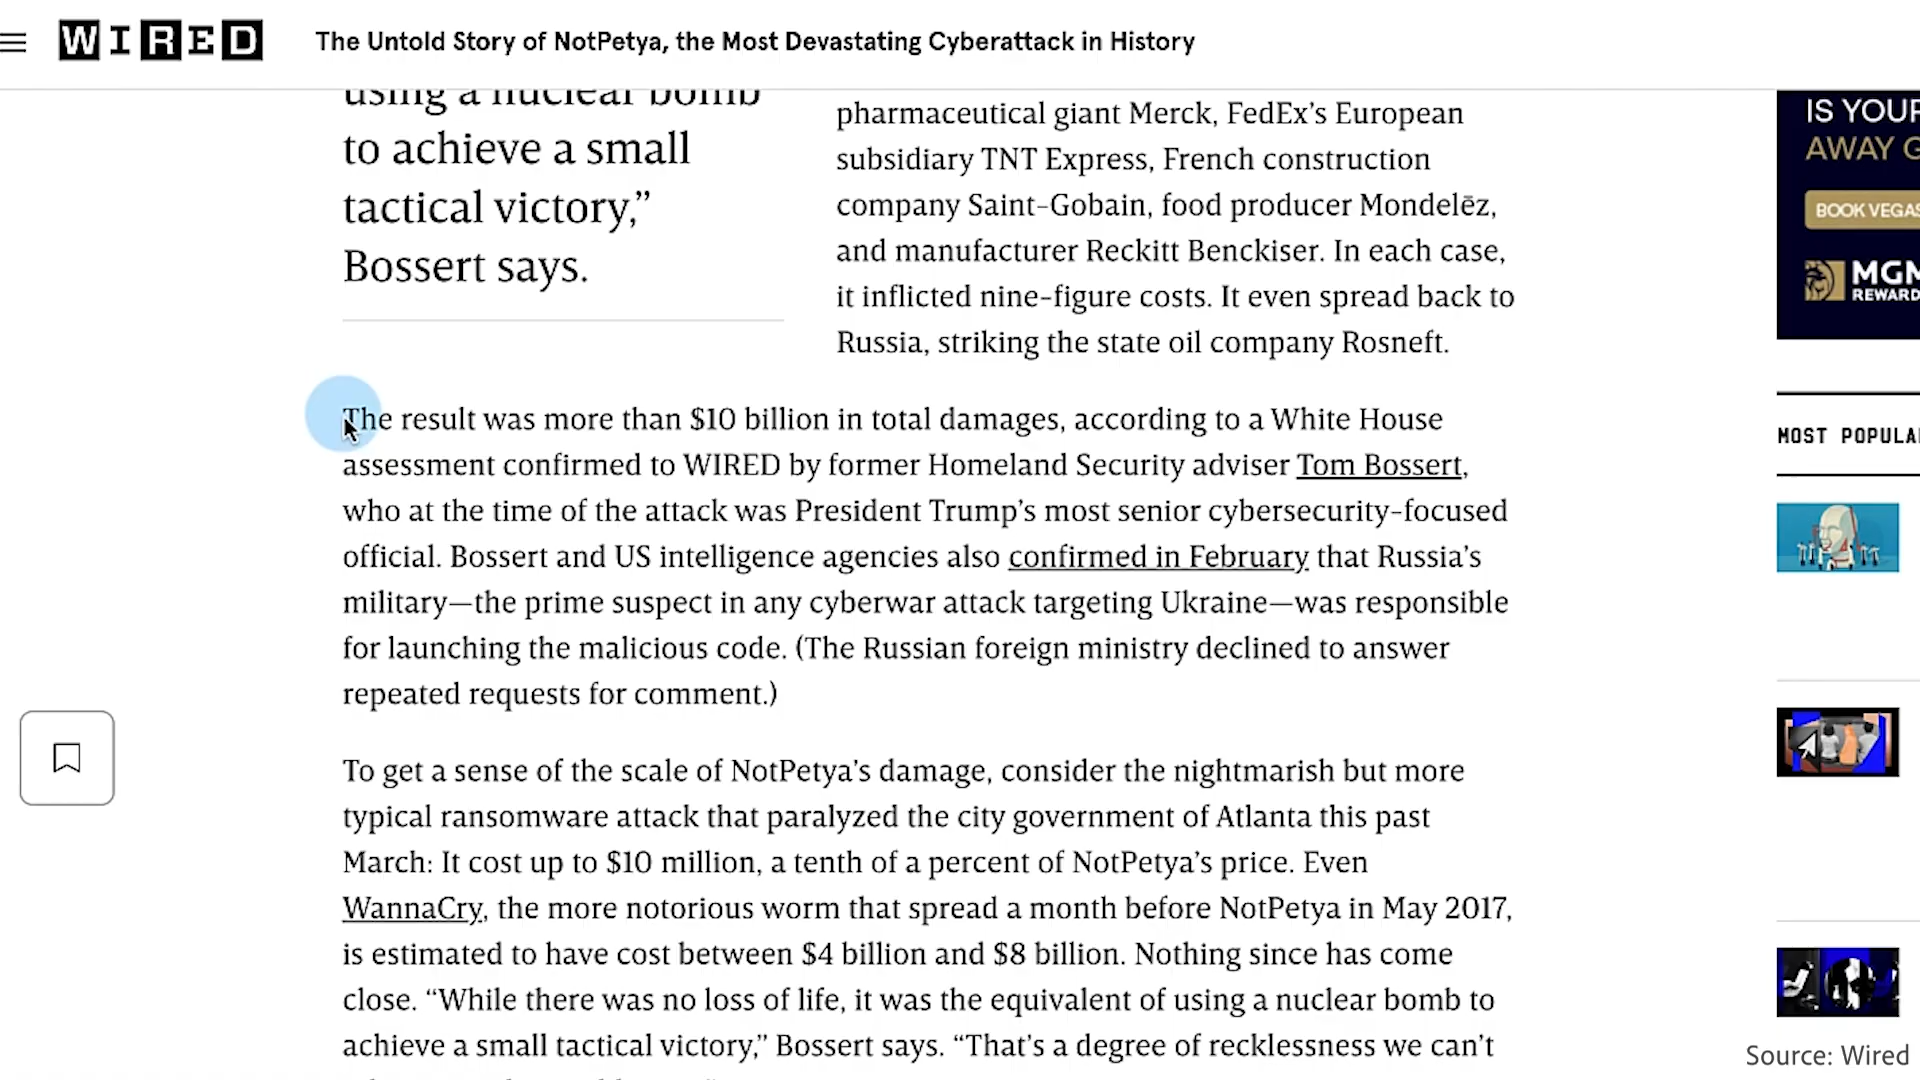 WIRED
The Untold Story of NotPetya, the Most Devastating Cyberattack in History
using a nuclear bomb
to achieve a small
tactical victory,”
Bossert says.
pharmaceutical giant Merck, FedEx’s European
subsidiary TNT Express, French construction
company Saint-Gobain, food producer Mondelēz,
and manufacturer Reckitt Benckiser. In each case,
it inflicted nine-figure costs. It even spread back to
Russia, striking the state oil company Rosneft.
The result was more than $10 billion in total damages, according to a White House
assessment confirmed to WIRED by former Homeland Security adviser Tom Bossert,
who at the time of the attack was President Trump’s most senior cybersecurity-focused
official. Bossert and US intelligence agencies also confirmed in February that Russia’s
military—the prime suspect in any cyberwar attack targeting Ukraine—was responsible
for launching the malicious code. (The Russian foreign ministry declined to answer
repeated requests for comment.)
To get a sense of the scale of NotPetya’s damage, consider the nightmarish but more
typical ransomware attack that paralyzed the city government of Atlanta this past
March: It cost up to $10 million, a tenth of a percent of NotPetya’s price. Even
WannaCry, the more notorious worm that spread a month before NotPetya in May 2017,
is estimated to have cost between $4 billion and $8 billion. Nothing since has come
close. “While there was no loss of life, it was the equivalent of using a nuclear bomb to
achieve a small tactical victory,” Bossert says. “That’s a degree of recklessness we can’t
IS YOUR
AWAY G
BOOK VEGAS
MGM
REWARD
MOST POPULA
Source: Wired